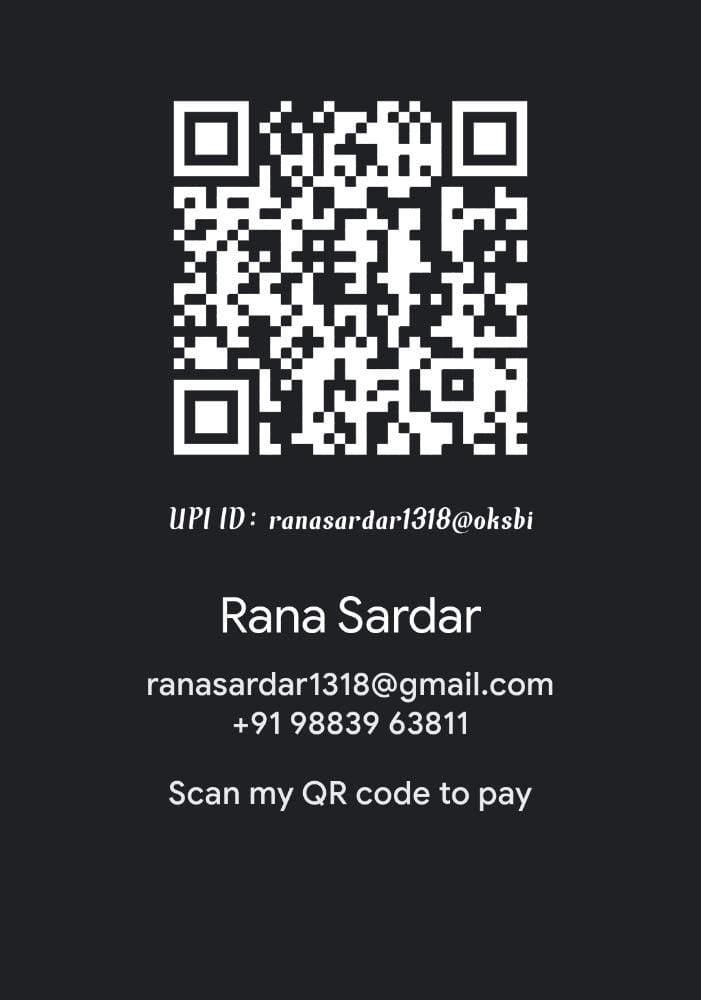 UPI ID: ranasardar1318@oksbi
Rana Sardar
ranasardar1318@gmail.com
+91 98839 63811
Scan my QR code to pay